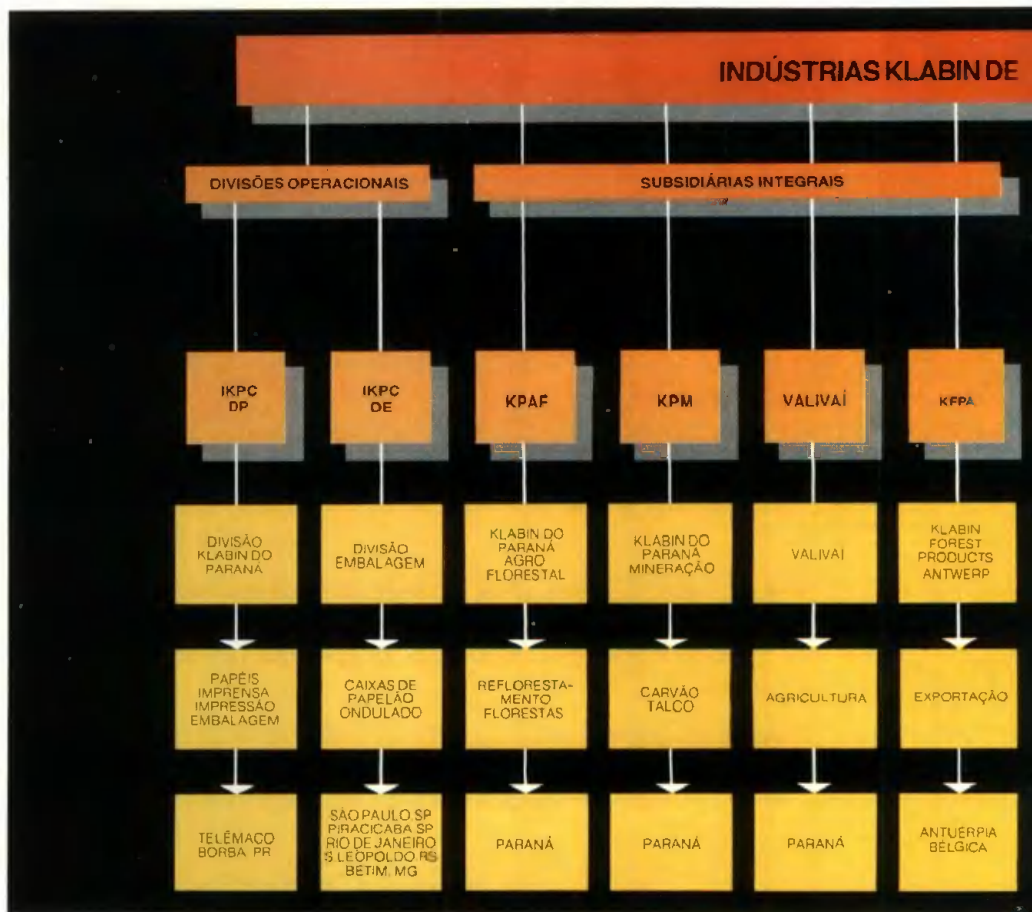 INDÚSTRIAS KLABIN DE
DIVISÕES OPERACIONAIS
SUBSIDIÁRIAS INTEGRAIS
IKPC
DP
IKPC
DE
KPAF
KPM
VALIVAÍ
KFPA
DIVISÃO
KLABIN DO
PARANÁ
DIVISÃO
EMBALAGEM
KLABIN DO
PARANÁ
AGRO
FLORESTAL
KLABIN DO
PARANÁ
MINERAÇÃO
VALIVAÍ
KLABIN
FOREST
PRODUCTS
ANTWERP
PAPÉIS
IMPRENSA
IMPRESSÃO
EMBALAGEM
CAIXAS DE
PAPELÃO
ONDULADO
REFLORESTA-
MENTO
FLORESTAS
CARVÃO
TALCO
AGRICULTURA
EXPORTAÇÃO
TELÊMACO
BORBA, PR
SÃO PAULO, SP
PIRACICABA, SP
RIO DE JANEIRO
S. LEOPOLDO, RS
BETIM, MG
PARANÁ
PARANÁ
PARANÁ
ANTUÉRPIA
BÉLGICA